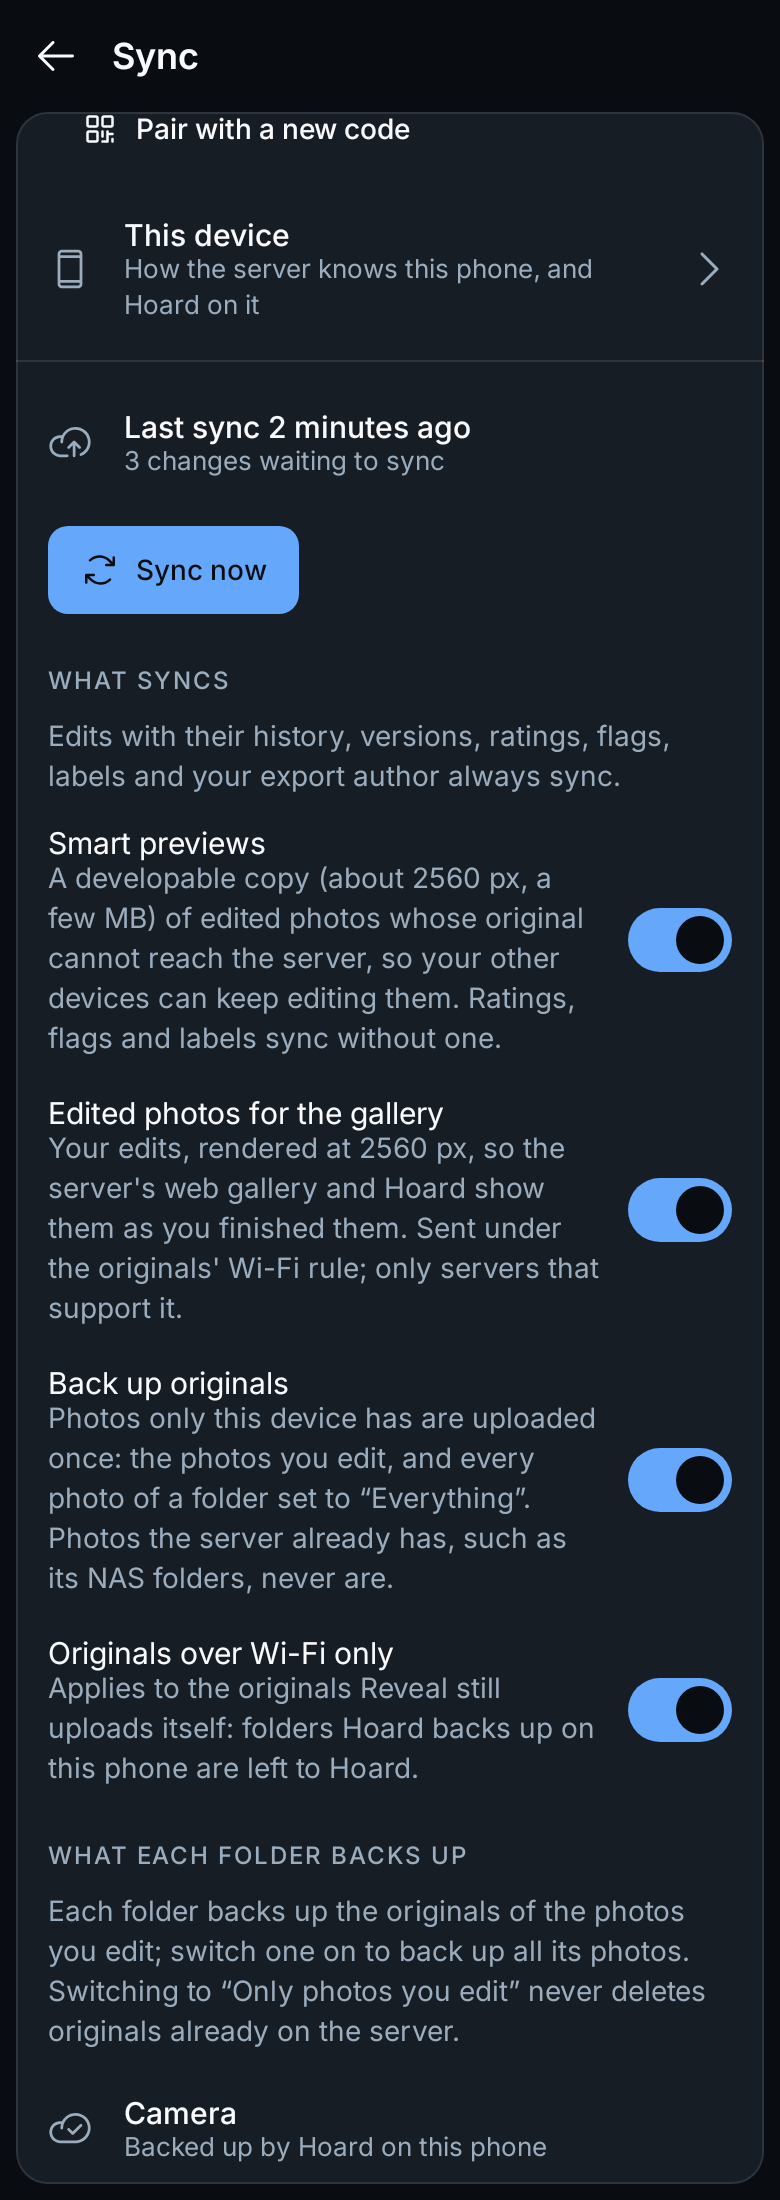 Sync
Pair with a new code
This device
How the server knows this phone, and
Hoard on it
Last sync 2 minutes ago
3 changes waiting to sync
Sync now
WHAT SYNCS
Edits with their history, versions, ratings, flags,
labels and your export author always sync.
Smart previews
A developable copy (about 2560 px, a
few MB) of edited photos whose original
cannot reach the server, so your other
devices can keep editing them. Ratings,
flags and labels sync without one.
Edited photos for the gallery
Your edits, rendered at 2560 px, so the
server's web gallery and Hoard show
them as you finished them. Sent under
the originals' Wi-Fi rule; only servers that
support it.
Back up originals
Photos only this device has are uploaded
once: the photos you edit, and every
photo of a folder set to “Everything”.
Photos the server already has, such as
its NAS folders, never are.
Originals over Wi-Fi only
Applies to the originals Reveal still
uploads itself: folders Hoard backs up on
this phone are left to Hoard.
WHAT EACH FOLDER BACKS UP
Each folder backs up the originals of the photos
you edit; switch one on to back up all its photos.
Switching to “Only photos you edit” never deletes
originals already on the server.
Camera
Backed up by Hoard on this phone